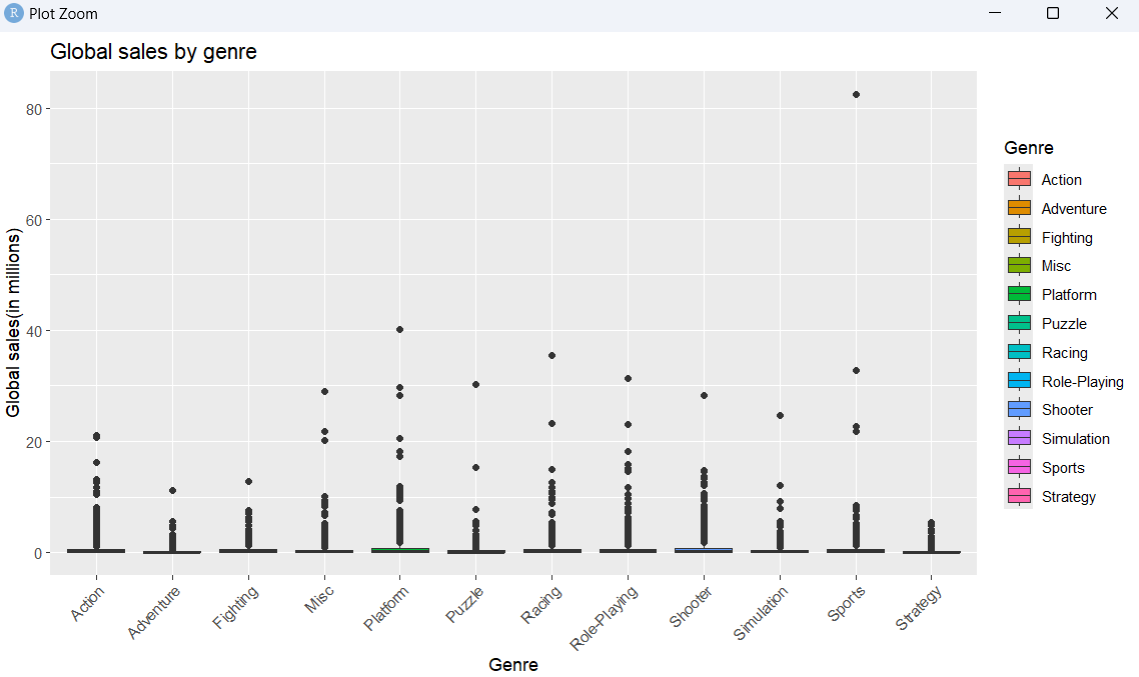 R Plot Zoom
Global sales by genre
Global sales(in millions)
80
60
40
20
0
Action
Adventure
Fighting
Misc
Platform
Puzzle
Racing
Role-Playing
Shooter
Simulation
Sports
Strategy
Genre
Genre
Action
Adventure
Fighting
Misc
Platform
Puzzle
Racing
Role-Playing
Shooter
Simulation
Sports
Strategy